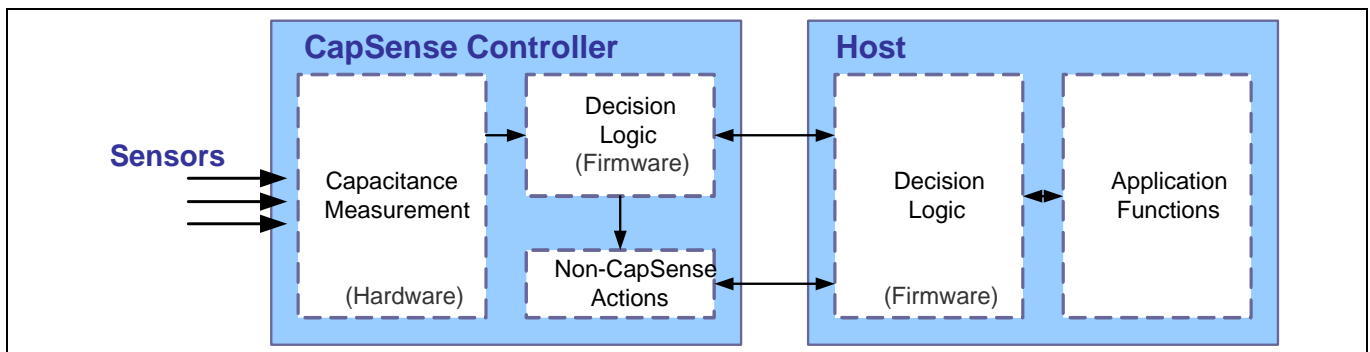 CapSense Controller
Host
Sensors
Capacitance
Measurement
(Hardware)
Decision
Logic
(Firmware)
Non-CapSense
Actions
Decision
Logic
(Firmware)
Application
Functions